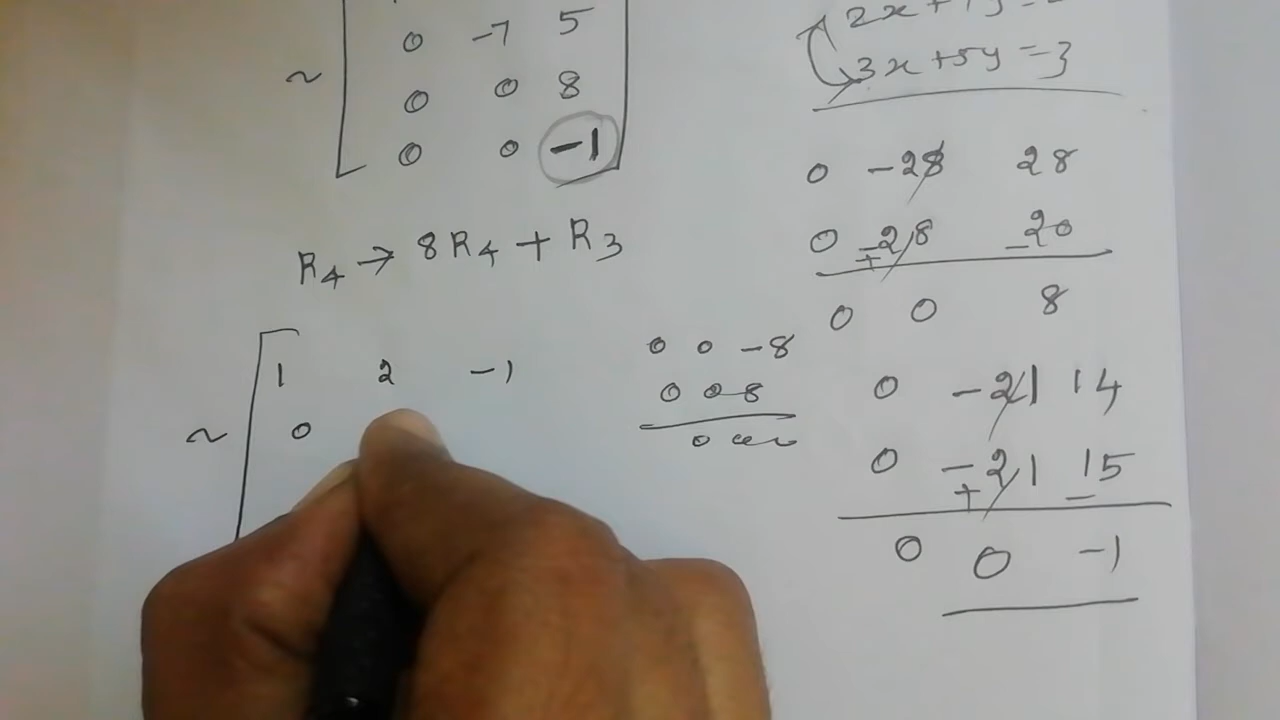 0 -7 5
~ 0 0 8
0 0 -1
R4 → 8R4 + R3
~ 1 2 -1
0
0 0 -8
0 0 8
0
3x+5y=3
0 -28 28
0 -28 -20
+
0 0 8
0 -21 14
0 -21 15
+ -
0 0 -1